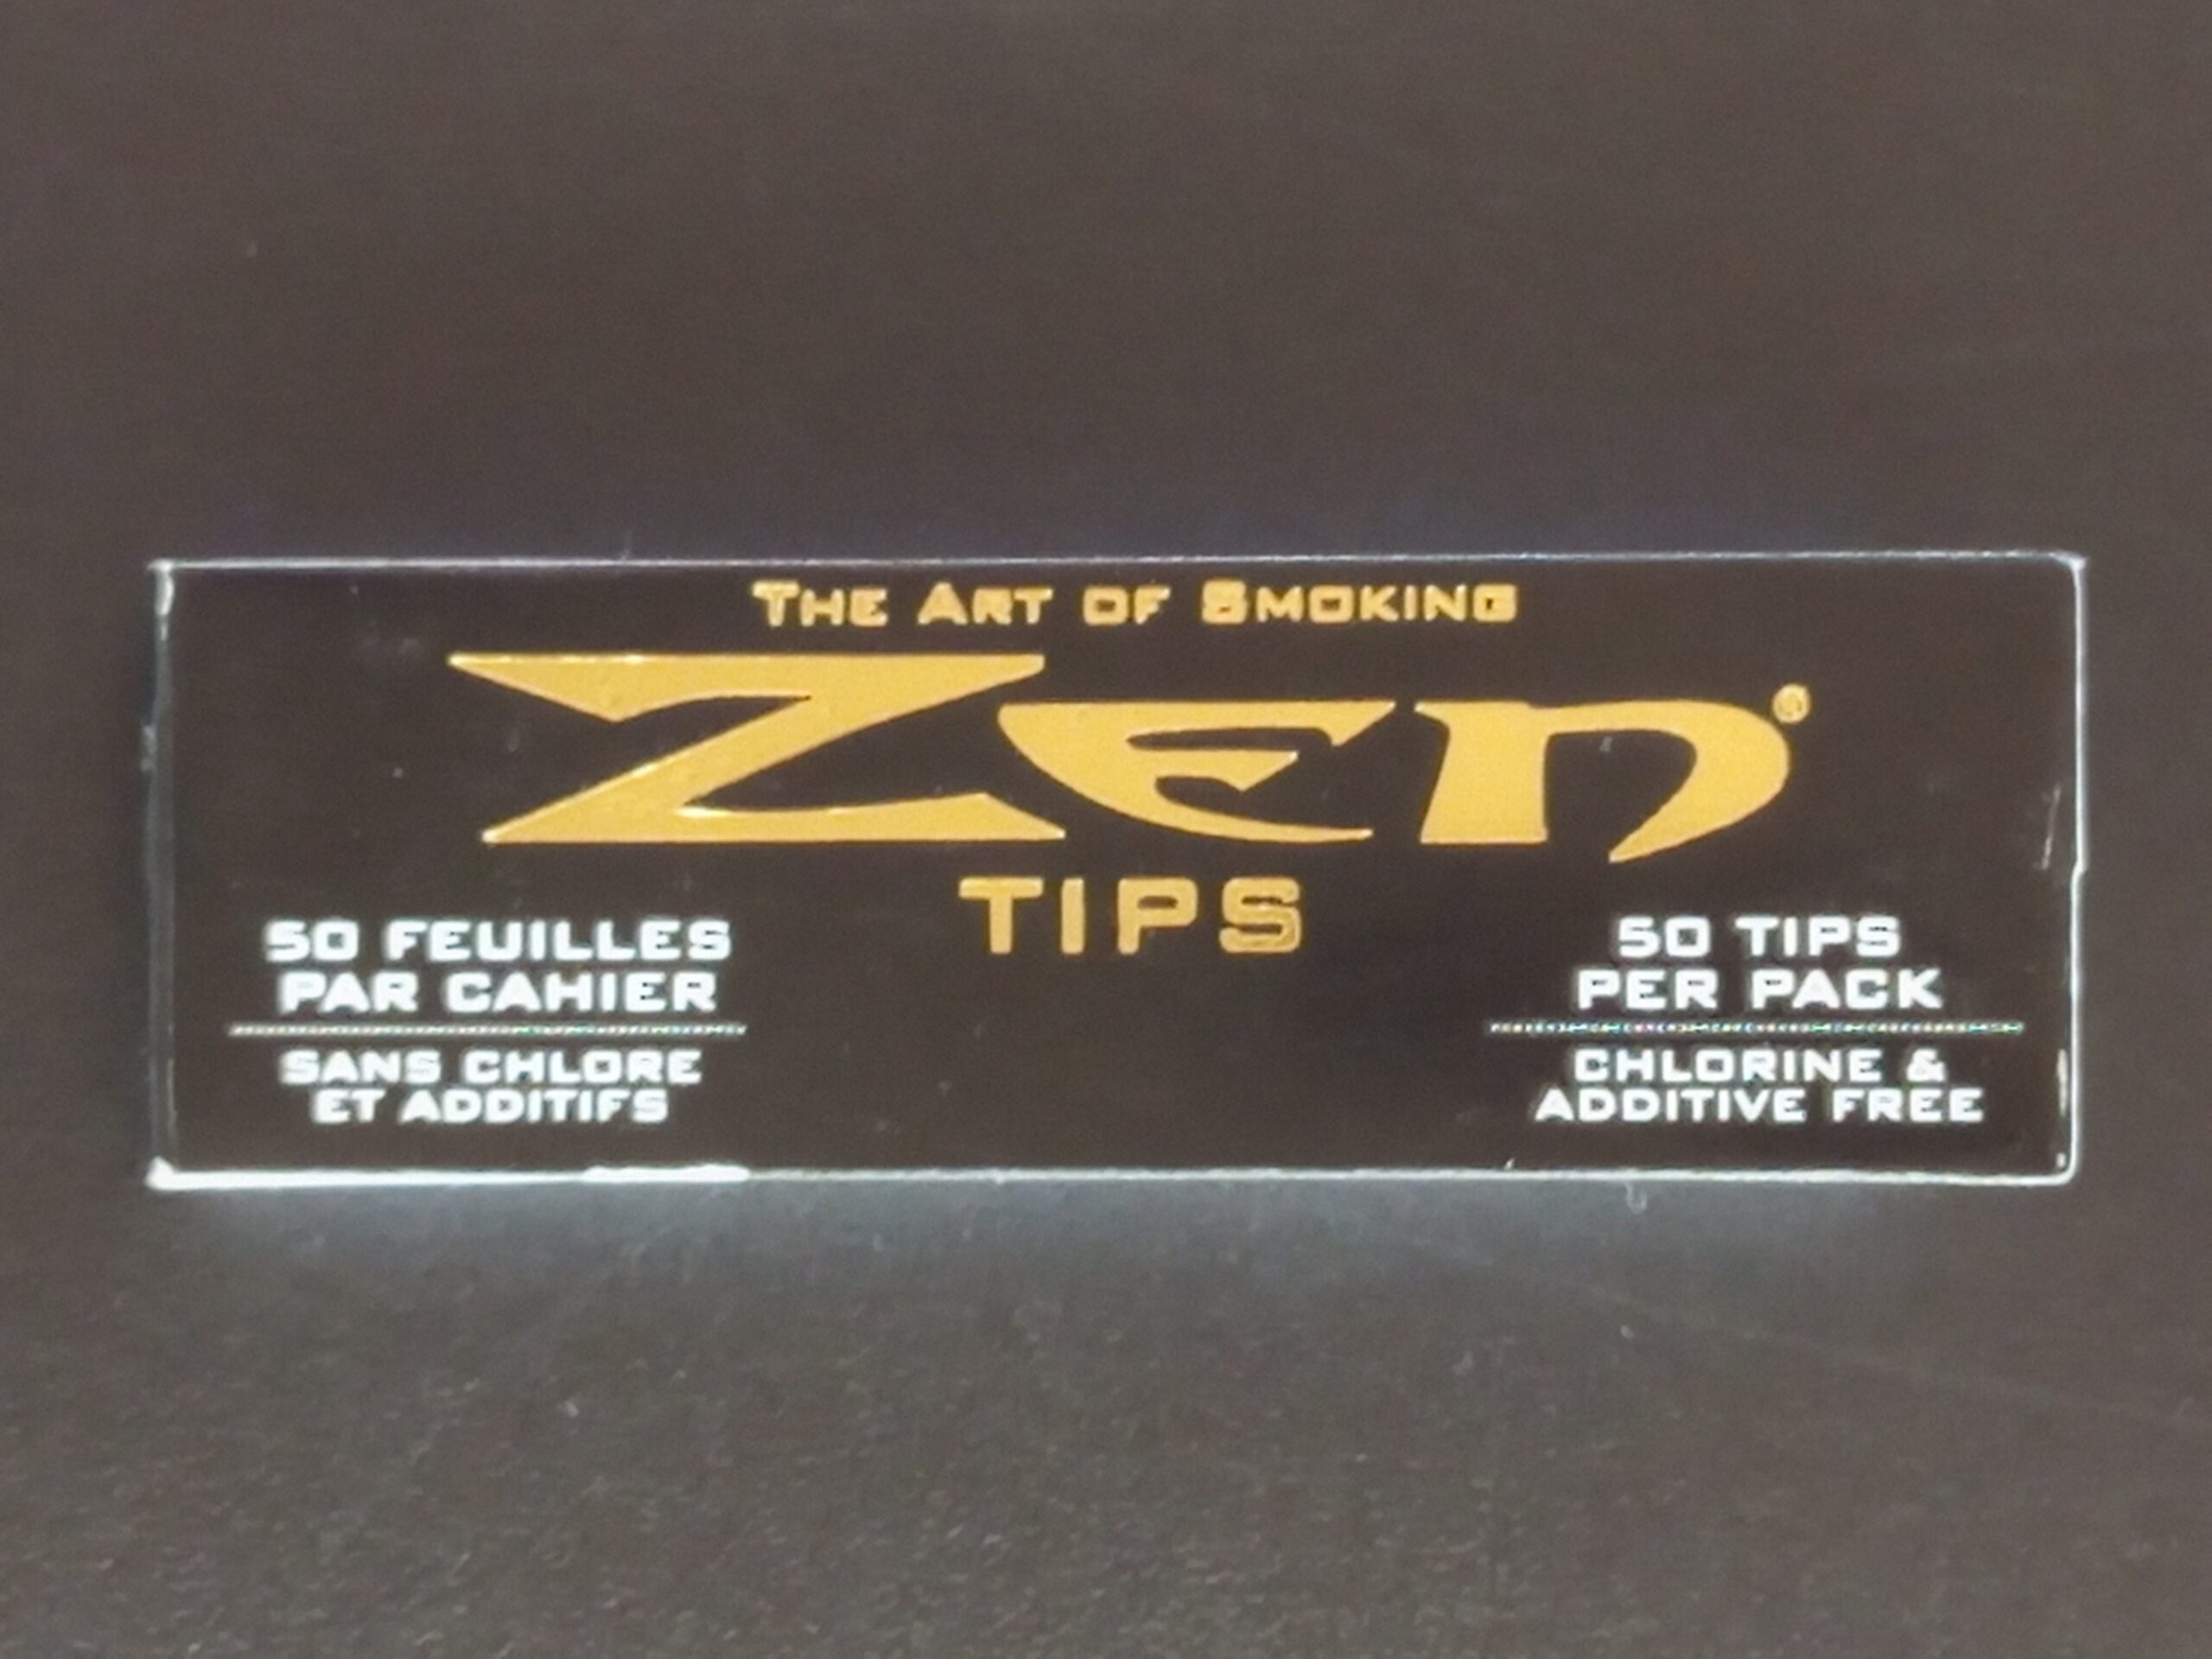 The Art of Smoking
Zen®
TIPS
50 FEUILLES
PAR CAHIER
SANS CHLORE
ET ADDITIFS
50 TIPS
PER PACK
CHLORINE &
ADDITIVE FREE